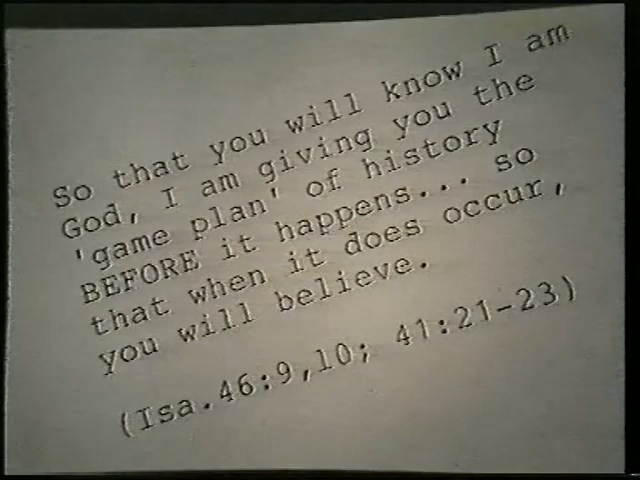 So that you will know I am
God, I am giving you the
'game plan' of history
BEFORE it happens... so
that when it does occur,
you will believe.
(Isa.46:9,10; 41:21-23)